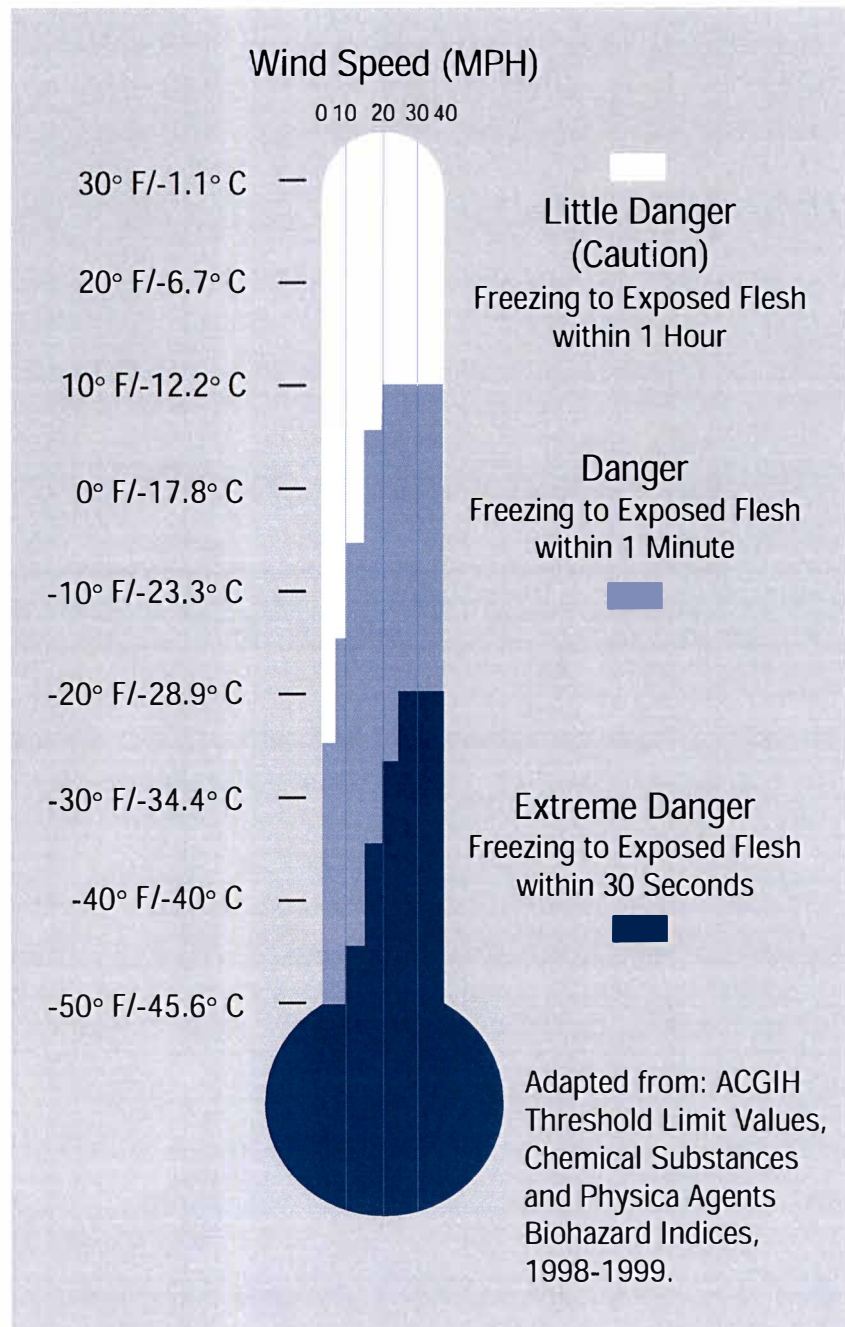 Wind Speed (MPH)
0 10 20 30 40
30° F/-1.1° C
20° F/-6.7° C
10° F/-12.2° C
0° F/-17.8° C
-10° F/-23.3° C
-20° F/-28.9° C
-30° F/-34.4° C
-40° F/-40° C
-50° F/-45.6° C
Little Danger
(Caution)
Freezing to Exposed Flesh
within 1 Hour
Danger
Freezing to Exposed Flesh
within 1 Minute
Extreme Danger
Freezing to Exposed Flesh
within 30 Seconds
Adapted from: ACGIH
Threshold Limit Values,
Chemical Substances
and Physica Agents
Biohazard Indices,
1998-1999.